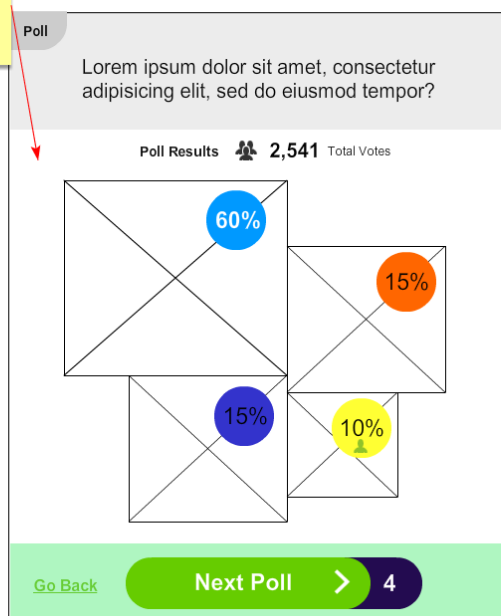 Poll
Lorem ipsum dolor sit amet, consectetur
adipisicing elit, sed do eiusmod tempor?
Poll Results 2,541 Total Votes
60%
15%
15%
10%
Go Back Next Poll 4